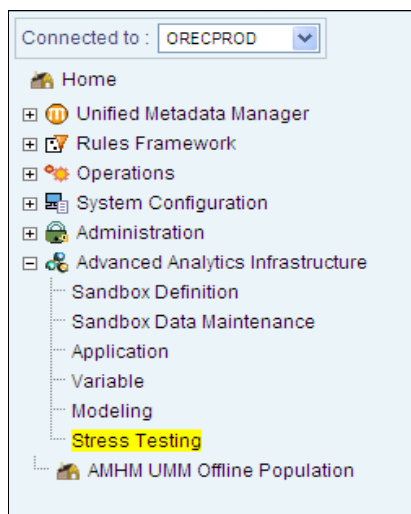 Connected to : ORECPROD
Home
Unified Metadata Manager
Rules Framework
Operations
System Configuration
Administration
Advanced Analytics Infrastructure
Sandbox Definition
Sandbox Data Maintenance
Application
Variable
Modeling
Stress Testing
AMHM UMM Offline Population